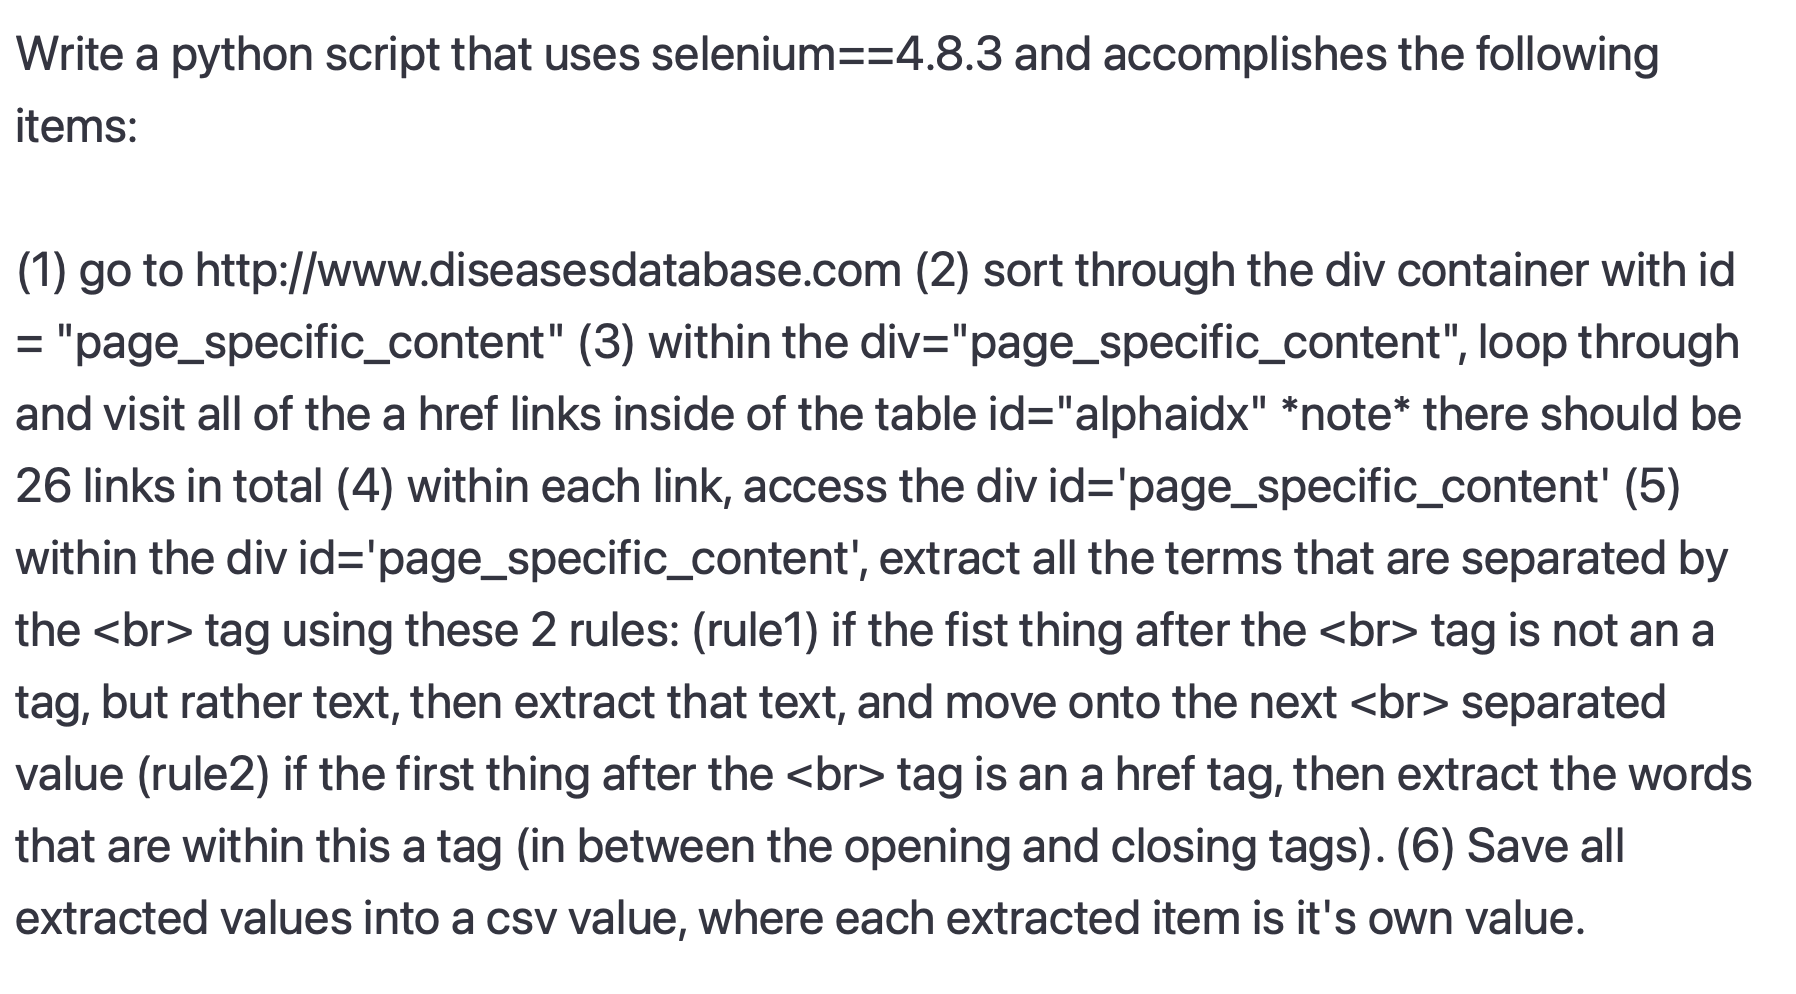 Write a python script that uses selenium==4.8.3 and accomplishes the following
items:
(1) go to http://www.diseasesdatabase.com (2) sort through the div container with id
= "page_specific_content" (3) within the div="page_specific_content", loop through
and visit all of the a href links inside of the table id="alphaidx" *note* there should be
26 links in total (4) within each link, access the div id='page_specific_content' (5)
within the div id='page_specific_content', extract all the terms that are separated by
the <br> tag using these 2 rules: (rule1) if the fist thing after the <br> tag is not an a
tag, but rather text, then extract that text, and move onto the next <br> separated
value (rule2) if the first thing after the <br> tag is an a href tag, then extract the words
that are within this a tag (in between the opening and closing tags). (6) Save all
extracted values into a csv value, where each extracted item is it's own value.